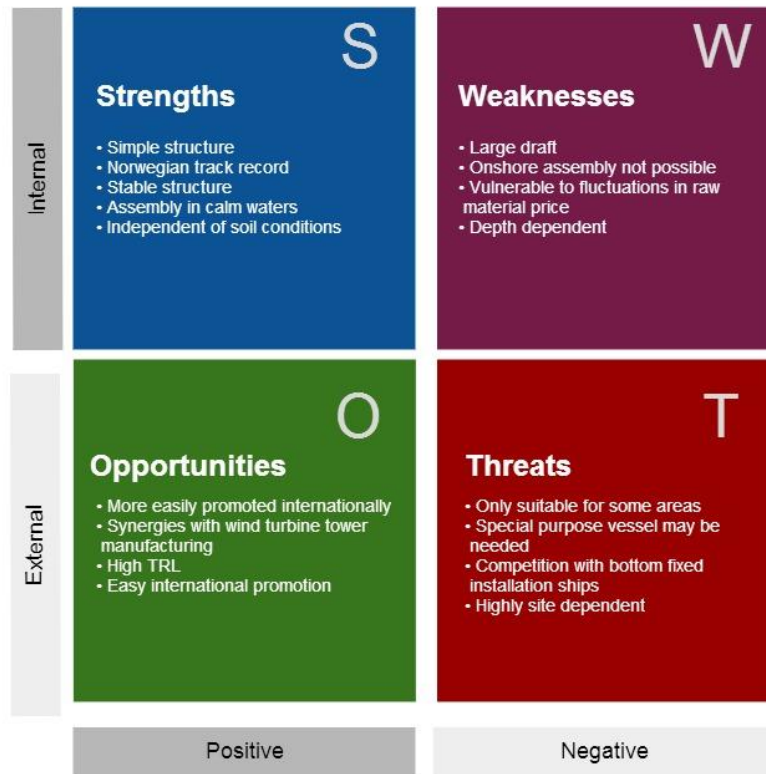 S
Strengths
• Simple structure
• Norwegian track record
• Stable structure
• Assembly in calm waters
• Independent of soil conditions
W
Weaknesses
• Large draft
• Onshore assembly not possible
• Vulnerable to fluctuations in raw
material price
• Depth dependent
Internal
O
Opportunities
• More easily promoted internationally
• Synergies with wind turbine tower
manufacturing
• High TRL
• Easy international promotion
T
Threats
• Only suitable for some areas
• Special purpose vessel may be
needed
• Competition with bottom fixed
installation ships
• Highly site dependent
External
Positive
Negative